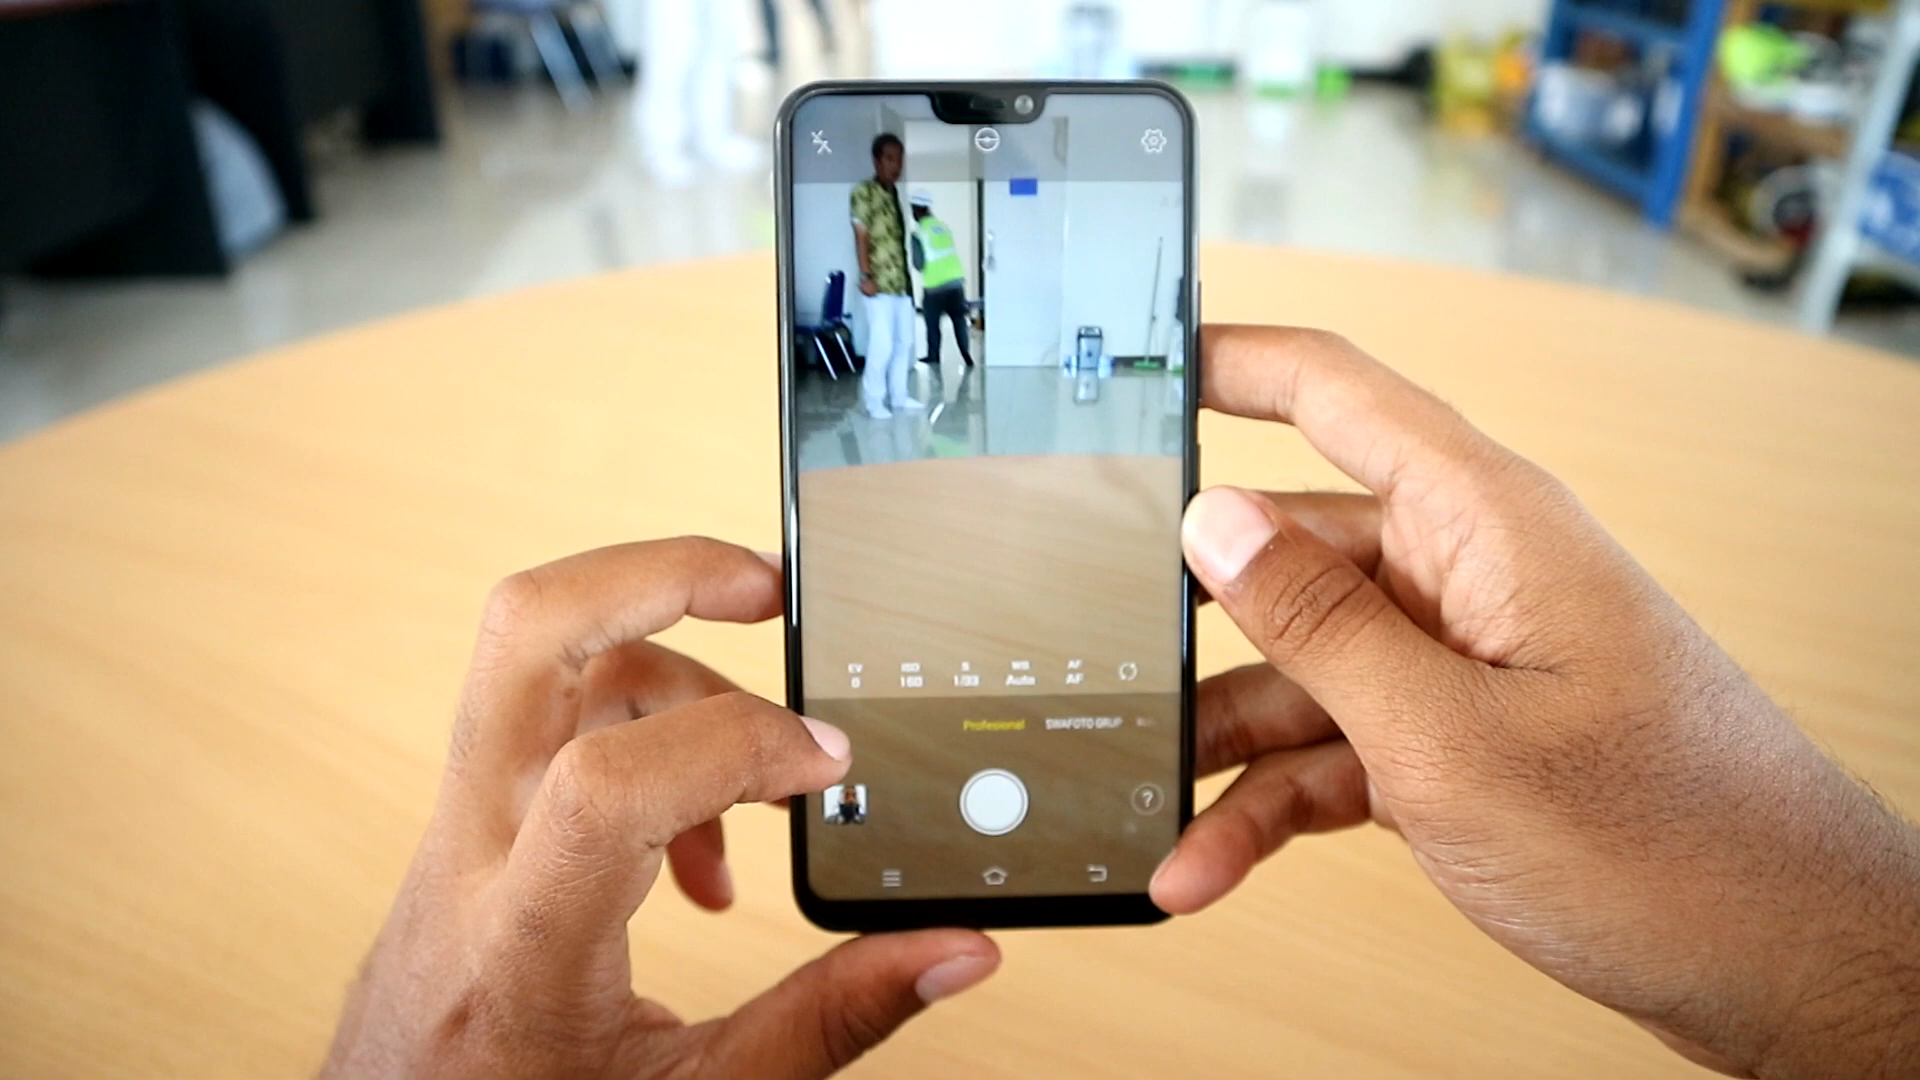 EV ISO S WB AF
0 160 1/33 Auto AF
Profesional SWAFOTO GRUP
?